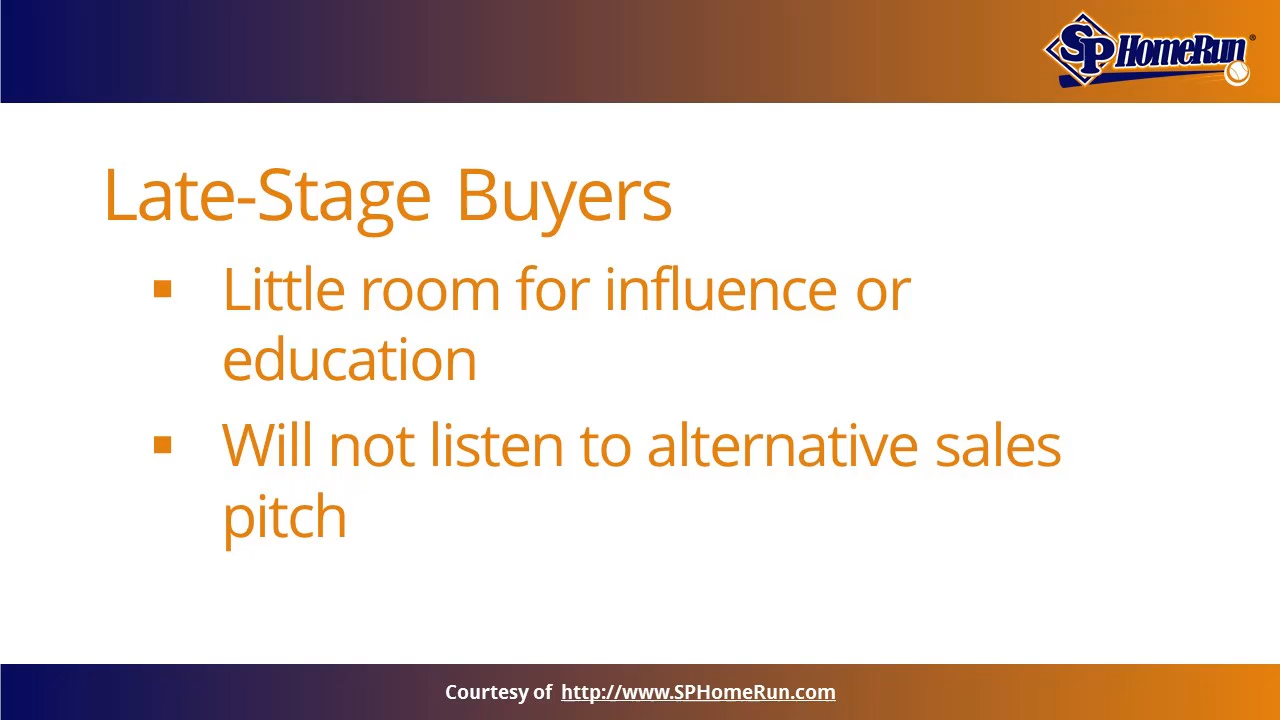 SP HomeRun®
Late-Stage Buyers
▪ Little room for influence or
education
▪ Will not listen to alternative sales
pitch
Courtesy of http://www.SPHomeRun.com